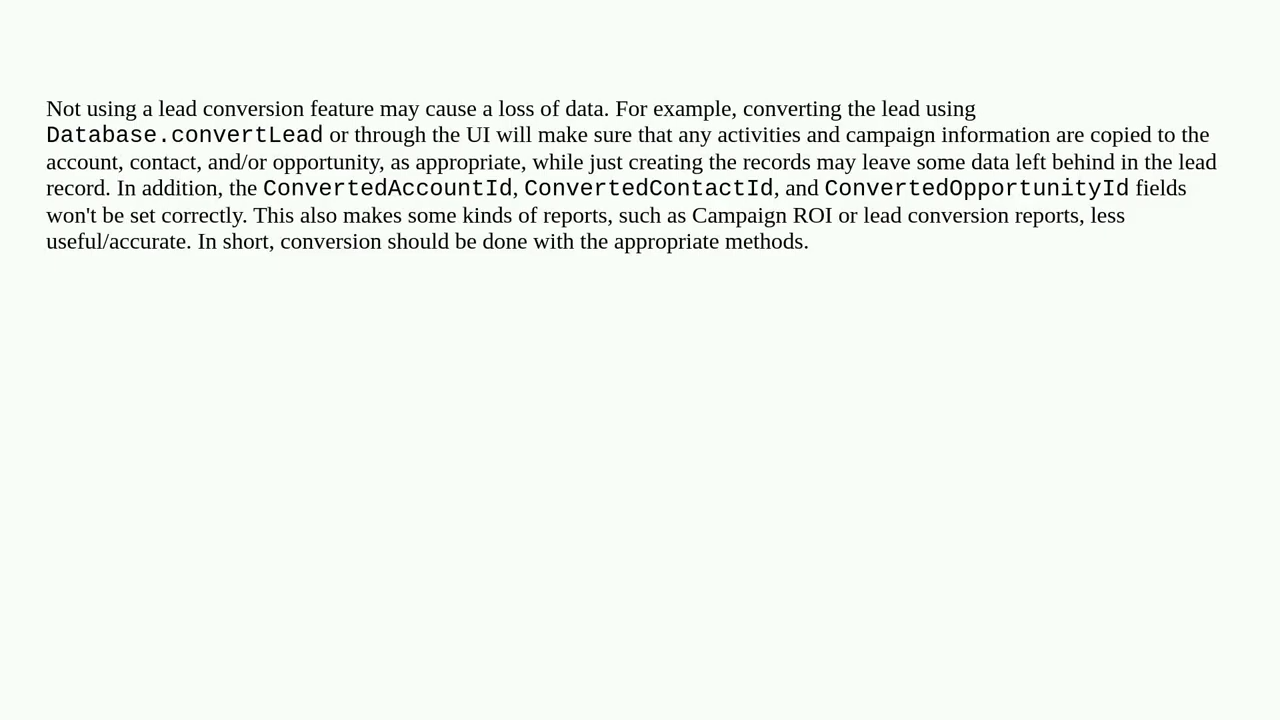 Not using a lead conversion feature may cause a loss of data. For example, converting the lead using
Database.convertLead or through the UI will make sure that any activities and campaign information are copied to the
account, contact, and/or opportunity, as appropriate, while just creating the records may leave some data left behind in the lead
record. In addition, the ConvertedAccountId, ConvertedContactId, and ConvertedOpportunityId fields
won't be set correctly. This also makes some kinds of reports, such as Campaign ROI or lead conversion reports, less
useful/accurate. In short, conversion should be done with the appropriate methods.